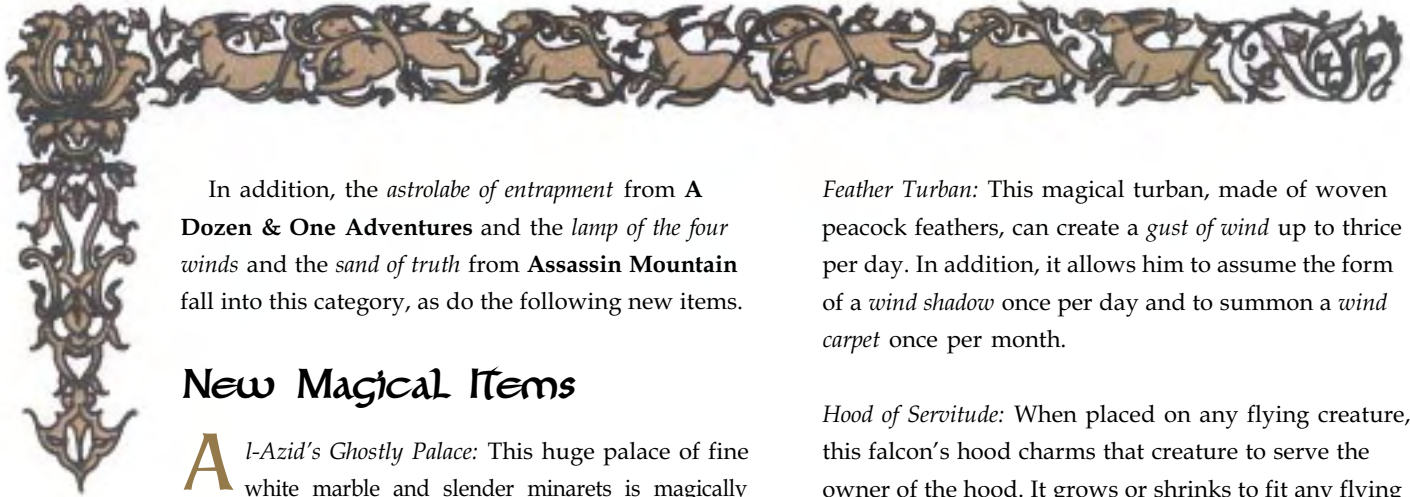 In addition, the astrolabe of entrapment from A
Dozen & One Adventures and the lamp of the four
winds and the sand of truth from Assassin Mountain
fall into this category, as do the following new items.
New Magical Items
Al-Azid's Ghostly Palace: This huge palace of fine
white marble and slender minarets is magically
Feather Turban: This magical turban, made of woven
peacock feathers, can create a gust of wind up to thrice
per day. In addition, it allows him to assume the form
of a wind shadow once per day and to summon a wind
carpet once per month.
Hood of Servitude: When placed on any flying creature,
this falcon's hood charms that creature to serve the
owner of the hood. It grows or shrinks to fit any flying